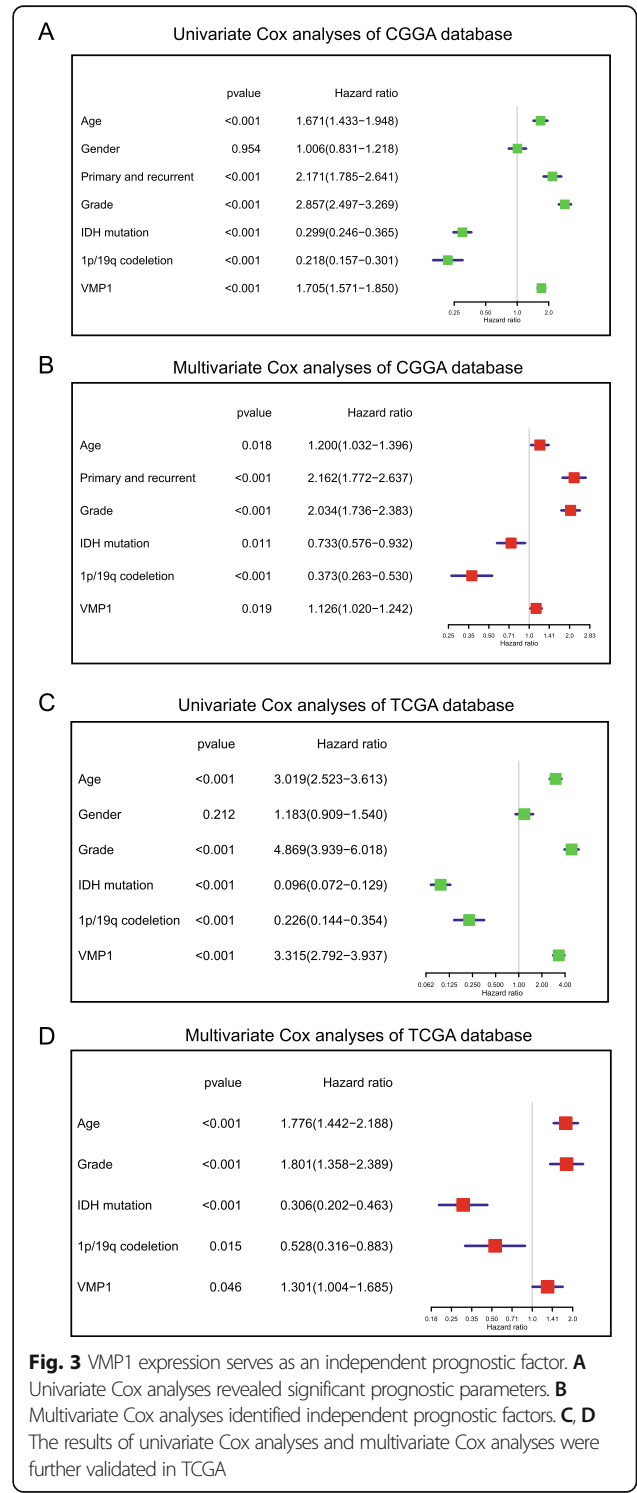 A
Univariate Cox analyses of CGGA database
pvalue Hazard ratio
Age <0.001 1.671(1.433−1.948)
Gender 0.954 1.006(0.831−1.218)
Primary and recurrent <0.001 2.171(1.785−2.641)
Grade <0.001 2.857(2.497−3.269)
IDH mutation <0.001 0.299(0.246−0.365)
1p/19q codeletion <0.001 0.218(0.157−0.301)
VMP1 <0.001 1.705(1.571−1.850)
0.25 0.50 1.0 2.0
Hazard ratio
B
Multivariate Cox analyses of CGGA database
pvalue Hazard ratio
Age 0.018 1.200(1.032−1.396)
Primary and recurrent <0.001 2.162(1.772−2.637)
Grade <0.001 2.034(1.736−2.383)
IDH mutation 0.011 0.733(0.576−0.932)
1p/19q codeletion <0.001 0.373(0.263−0.530)
VMP1 0.019 1.126(1.020−1.242)
0.25 0.35 0.50 0.71 1.0 1.41 2.0 2.83
Hazard ratio
C
Univariate Cox analyses of TCGA database
pvalue Hazard ratio
Age <0.001 3.019(2.523−3.613)
Gender 0.212 1.183(0.909−1.540)
Grade <0.001 4.869(3.939−6.018)
IDH mutation <0.001 0.096(0.072−0.129)
1p/19q codeletion <0.001 0.226(0.144−0.354)
VMP1 <0.001 3.315(2.792−3.937)
0.062 0.125 0.250 0.500 1.00 2.00 4.00
Hazard ratio
D
Multivariate Cox analyses of TCGA database
pvalue Hazard ratio
Age <0.001 1.776(1.442−2.188)
Grade <0.001 1.801(1.358−2.389)
IDH mutation <0.001 0.306(0.202−0.463)
1p/19q codeletion 0.015 0.528(0.316−0.883)
VMP1 0.046 1.301(1.004−1.685)
0.18 0.25 0.35 0.50 0.71 1.0 1.41 2.0
Hazard ratio
Fig. 3 VMP1 expression serves as an independent prognostic factor. A
Univariate Cox analyses revealed significant prognostic parameters. B
Multivariate Cox analyses identified independent prognostic factors. C, D
The results of univariate Cox analyses and multivariate Cox analyses were
further validated in TCGA